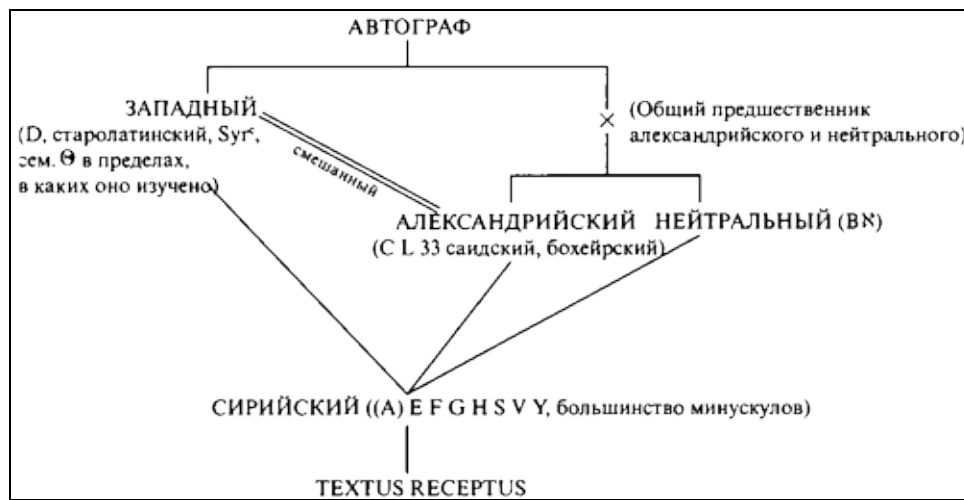 АВТОГРАФ
ЗАПАДНЫЙ
(D, старолатинский, Syrᶜ,
сем. Θ в пределах,
в каких оно изучено)
(Общий предшественник
александрийского и нейтрального)
смешанный
АЛЕКСАНДРИЙСКИЙ НЕЙТРАЛЬНЫЙ (Bא)
(C L 33 саидский, бохейрский)
СИРИЙСКИЙ ((A) E F G H S V Y, большинство минускулов)
TEXTUS RECEPTUS